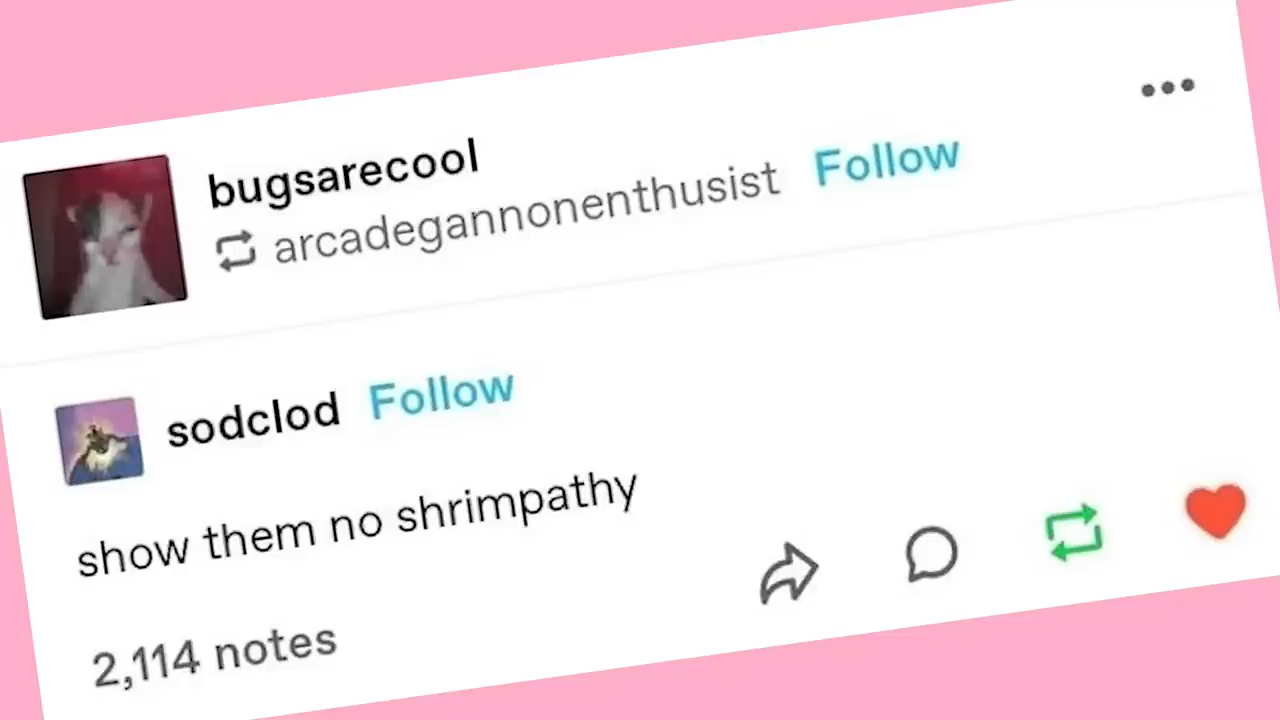 bugsarecool
arcadegannonenthusist Follow
sodclod Follow
show them no shrimpathy
2,114 notes